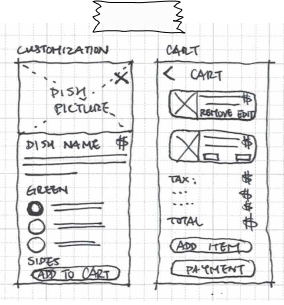 CUSTOMIZATION
X
DISH
PICTURE
DISH NAME $
GREEN
SIDES
ADD TO CART
CART
< CART
$
REMOVE EDIT
$
TAX: $
$
$
TOTAL $
ADD ITEM
PAYMENT